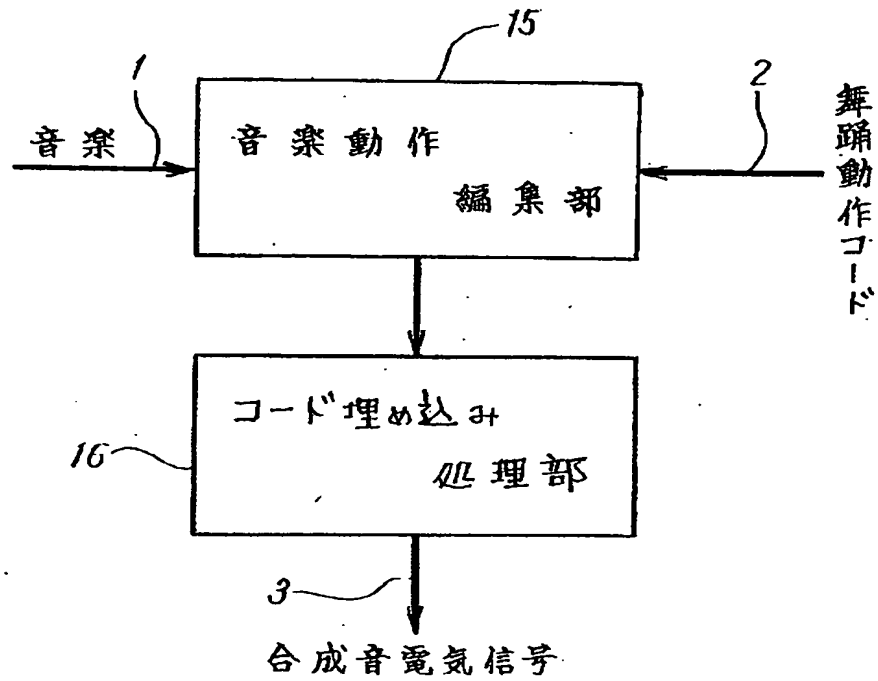 15
1
2
音楽
音楽動作
編集部
舞踊動作コード
コード埋め込み
処理部
16
3
合成音電気信号